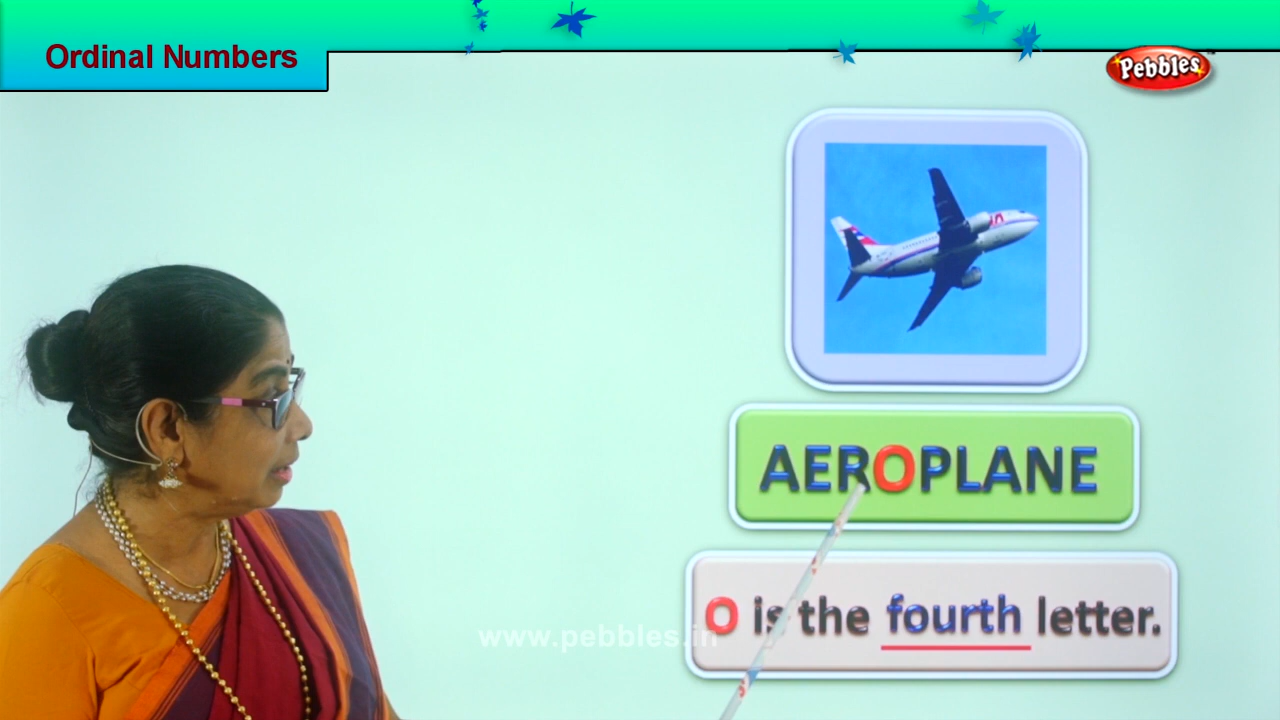 Ordinal Numbers
Pebbles
AEROPLANE
O is the fourth letter.
www.pebbles.in